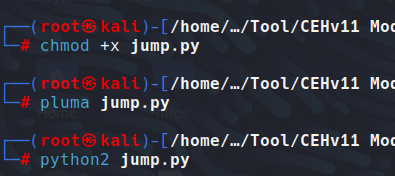 ┌──(root㉿kali)-[/home/…/Tool/CEHv11 Mod
└─# chmod +x jump.py
┌──(root㉿kali)-[/home/…/Tool/CEHv11 Mod
└─# pluma jump.py
┌──(root㉿kali)-[/home/…/Tool/CEHv11 Mod
└─# python2 jump.py